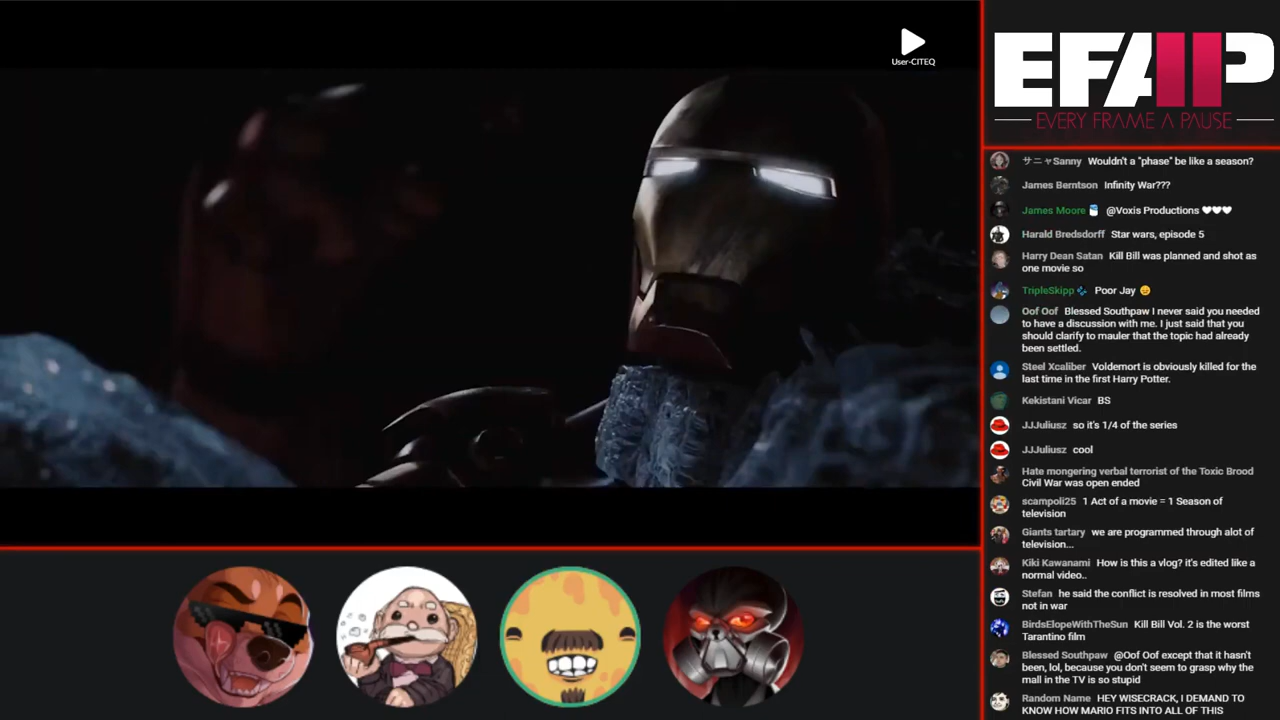 User-CITEQ
EFAP
EVERY FRAME A PAUSE
サニャSanny Wouldn't a "phase" be like a season?
James Berntson Infinity War???
James Moore @Voxis Productions 🤍🤍🤍
Harald Bredsdorff Star wars, episode 5
Harry Dean Satan Kill Bill was planned and shot as
one movie so
TripleSkipp Poor Jay 😑
Oof Oof Blessed Southpaw I never said you needed
to have a discussion with me. I just said that you
should clarify to mauler that the topic had already
been settled.
Steel Xcaliber Voldemort is obviously killed for the
last time in the first Harry Potter.
Kekistani Vicar BS
JJJuliusz so it's 1/4 of the series
JJJuliusz cool
Hate mongering verbal terrorist of the Toxic Brood
Civil War was open ended
scampoli25 1 Act of a movie = 1 Season of
television
Giants tartary we are programmed through alot of
television...
Kiki Kawanami How is this a vlog? it's edited like a
normal video..
Stefan he said the conflict is resolved in most films
not in war
BirdsElopeWithTheSun Kill Bill Vol. 2 is the worst
Tarantino film
Blessed Southpaw @Oof Oof except that it hasn't
been, lol, because you don't seem to grasp why the
mall in the TV is so stupid
Random Name HEY WISECRACK, I DEMAND TO
KNOW HOW MARIO FITS INTO ALL OF THIS